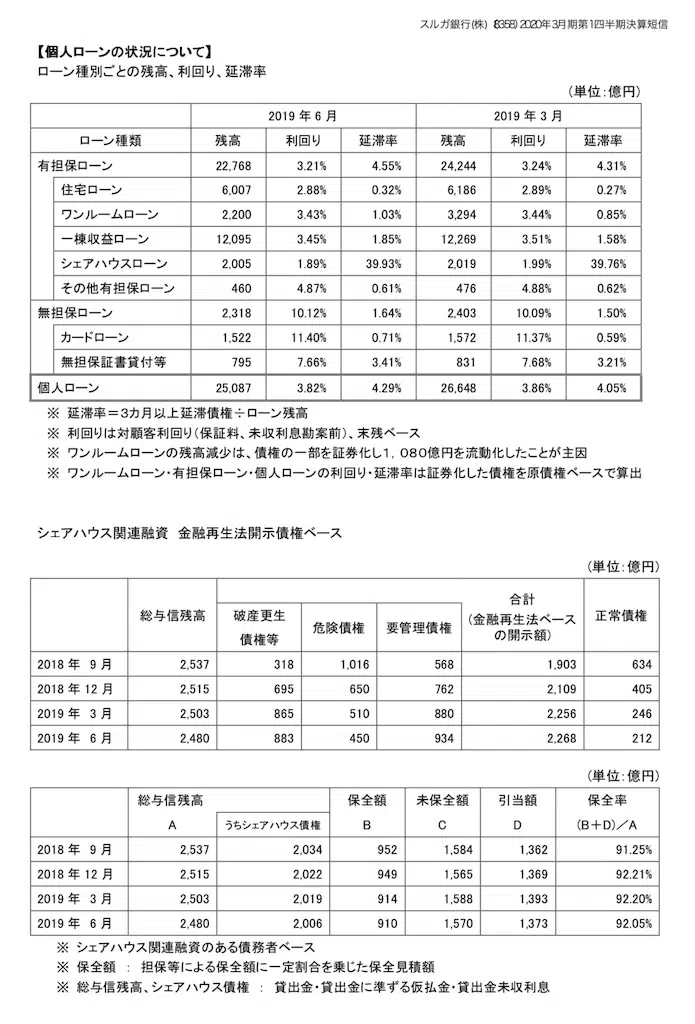 スルガ銀行(株) (8358) 2020年3月期第1四半期決算短信
【個人ローンの状況について】
ローン種別ごとの残高、利回り、延滞率
(単位:億円)
2019年6月 2019年3月
ローン種類 残高 利回り 延滞率 残高 利回り 延滞率
有担保ローン 22,768 3.21% 4.55% 24,244 3.24% 4.31%
住宅ローン 6,007 2.88% 0.32% 6,186 2.89% 0.27%
ワンルームローン 2,200 3.43% 1.03% 3,294 3.44% 0.85%
一棟収益ローン 12,095 3.45% 1.85% 12,269 3.51% 1.58%
シェアハウスローン 2,005 1.89% 39.93% 2,019 1.99% 39.76%
その他有担保ローン 460 4.87% 0.61% 476 4.88% 0.62%
無担保ローン 2,318 10.12% 1.64% 2,403 10.09% 1.50%
カードローン 1,522 11.40% 0.71% 1,572 11.37% 0.59%
無担保証書貸付等 795 7.66% 3.41% 831 7.68% 3.21%
個人ローン 25,087 3.82% 4.29% 26,648 3.86% 4.05%
※ 延滞率=3カ月以上延滞債権÷ローン残高
※ 利回りは対顧客利回り(保証料、未収利息勘案前)、末残ベース
※ ワンルームローンの残高減少は、債権の一部を証券化し1,080億円を流動化したことが主因
※ ワンルームローン・有担保ローン・個人ローンの利回り・延滞率は証券化した債権を原債権ベースで算出
シェアハウス関連融資 金融再生法開示債権ベース
(単位:億円)
総与信残高 破産更生債権等 危険債権 要管理債権 合計(金融再生法ベースの開示額) 正常債権
2018年 9月 2,537 318 1,016 568 1,903 634
2018年12月 2,515 695 650 762 2,109 405
2019年 3月 2,503 865 510 880 2,256 246
2019年 6月 2,480 883 450 934 2,268 212
(単位:億円)
総与信残高 保全額 未保全額 引当額 保全率
A うちシェアハウス債権 B C D (B+D)/A
2018年 9月 2,537 2,034 952 1,584 1,362 91.25%
2018年12月 2,515 2,022 949 1,565 1,369 92.21%
2019年 3月 2,503 2,019 914 1,588 1,393 92.20%
2019年 6月 2,480 2,006 910 1,570 1,373 92.05%
※ シェアハウス関連融資のある債務者ベース
※ 保全額 : 担保等による保全額に一定割合を乗じた保全見積額
※ 総与信残高、シェアハウス債権 : 貸出金・貸出金に準ずる仮払金・貸出金未収利息